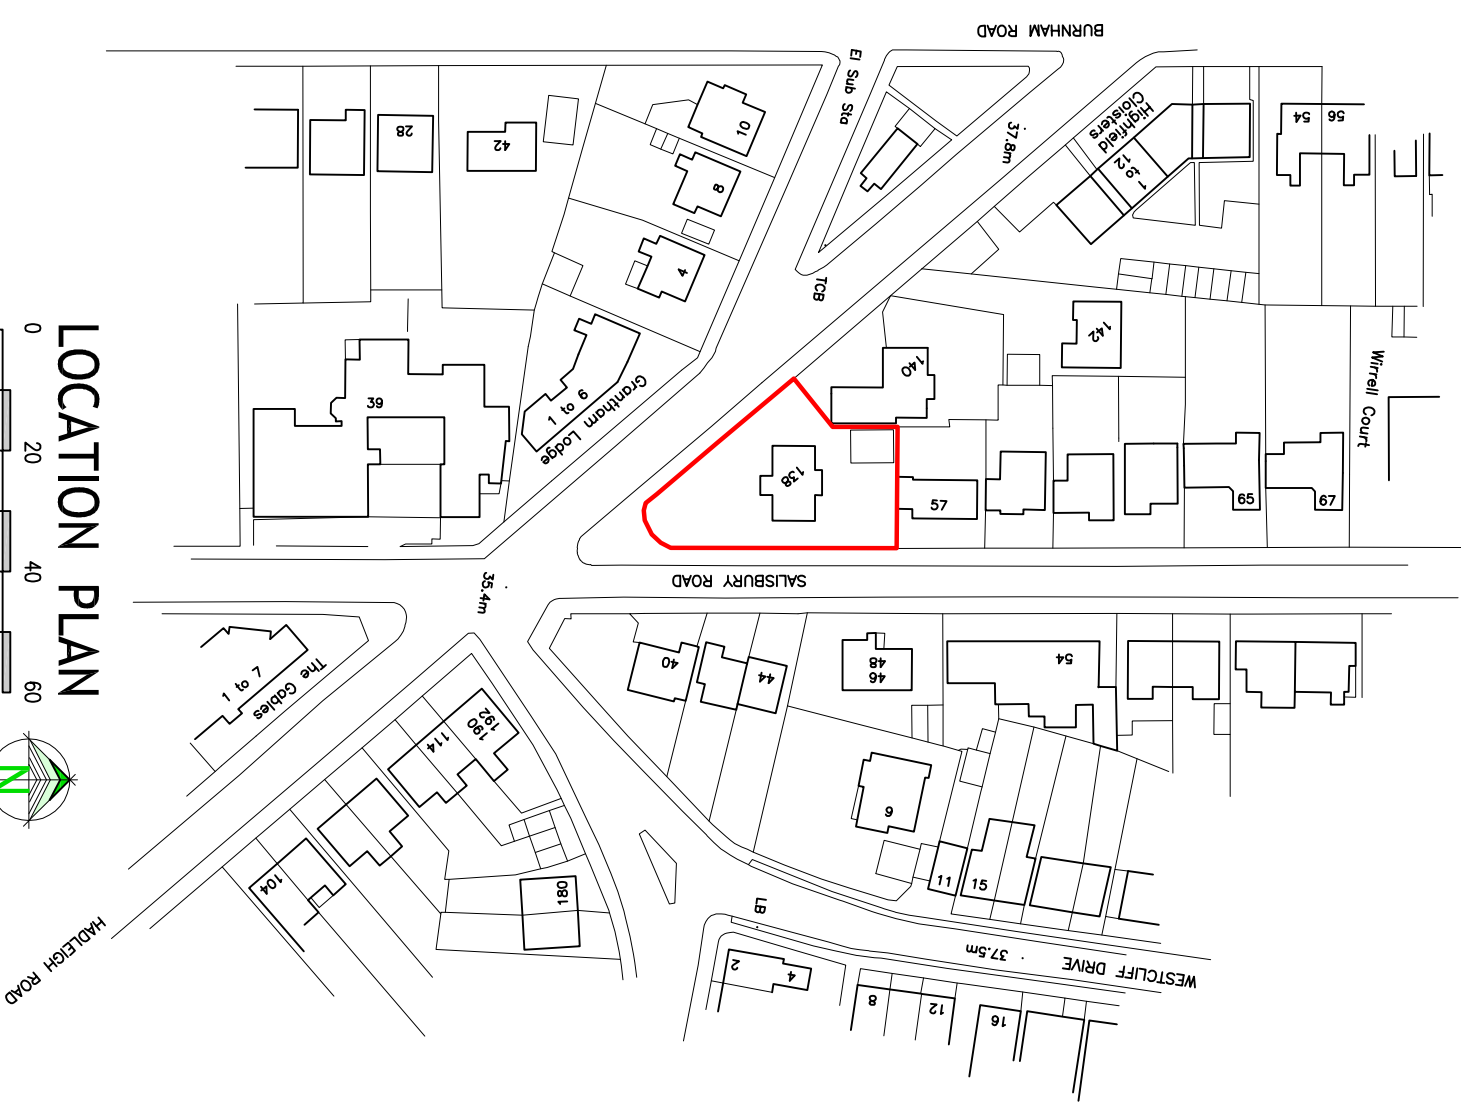 BURNHAM ROAD
El Sub Sta
37.8m
Highfield
Cloisters
1 to 12
54
56
10
28
42
8
4
TCB
142
140
Wirrell Court
39
Grantham Lodge
1 to 6
138
57
65
67
LOCATION PLAN
0
20
40
60
N
SALISBURY ROAD
35.4m
The Gables
1 to 7
40
44
48
46
54
190
192
114
9
11
15
104
180
LB
2
4
37.5m
WESTCLIFF DRIVE
8
12
16
HADLEIGH ROAD